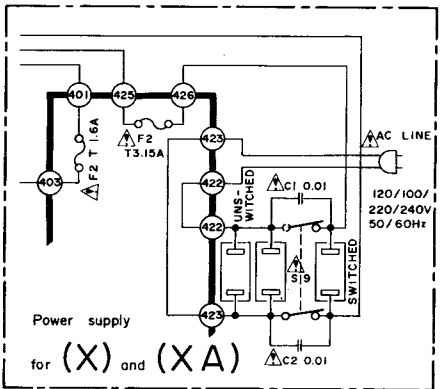 401
425
426
F2
T3.15A
F2 T 1.6A
423
AC LINE
403
422
UNS-
WITCHED
C1 0.01
120/100/
220/240V
50/60Hz
422
S19
SWITCHED
423
C2 0.01
Power supply
for (X) and (XA)